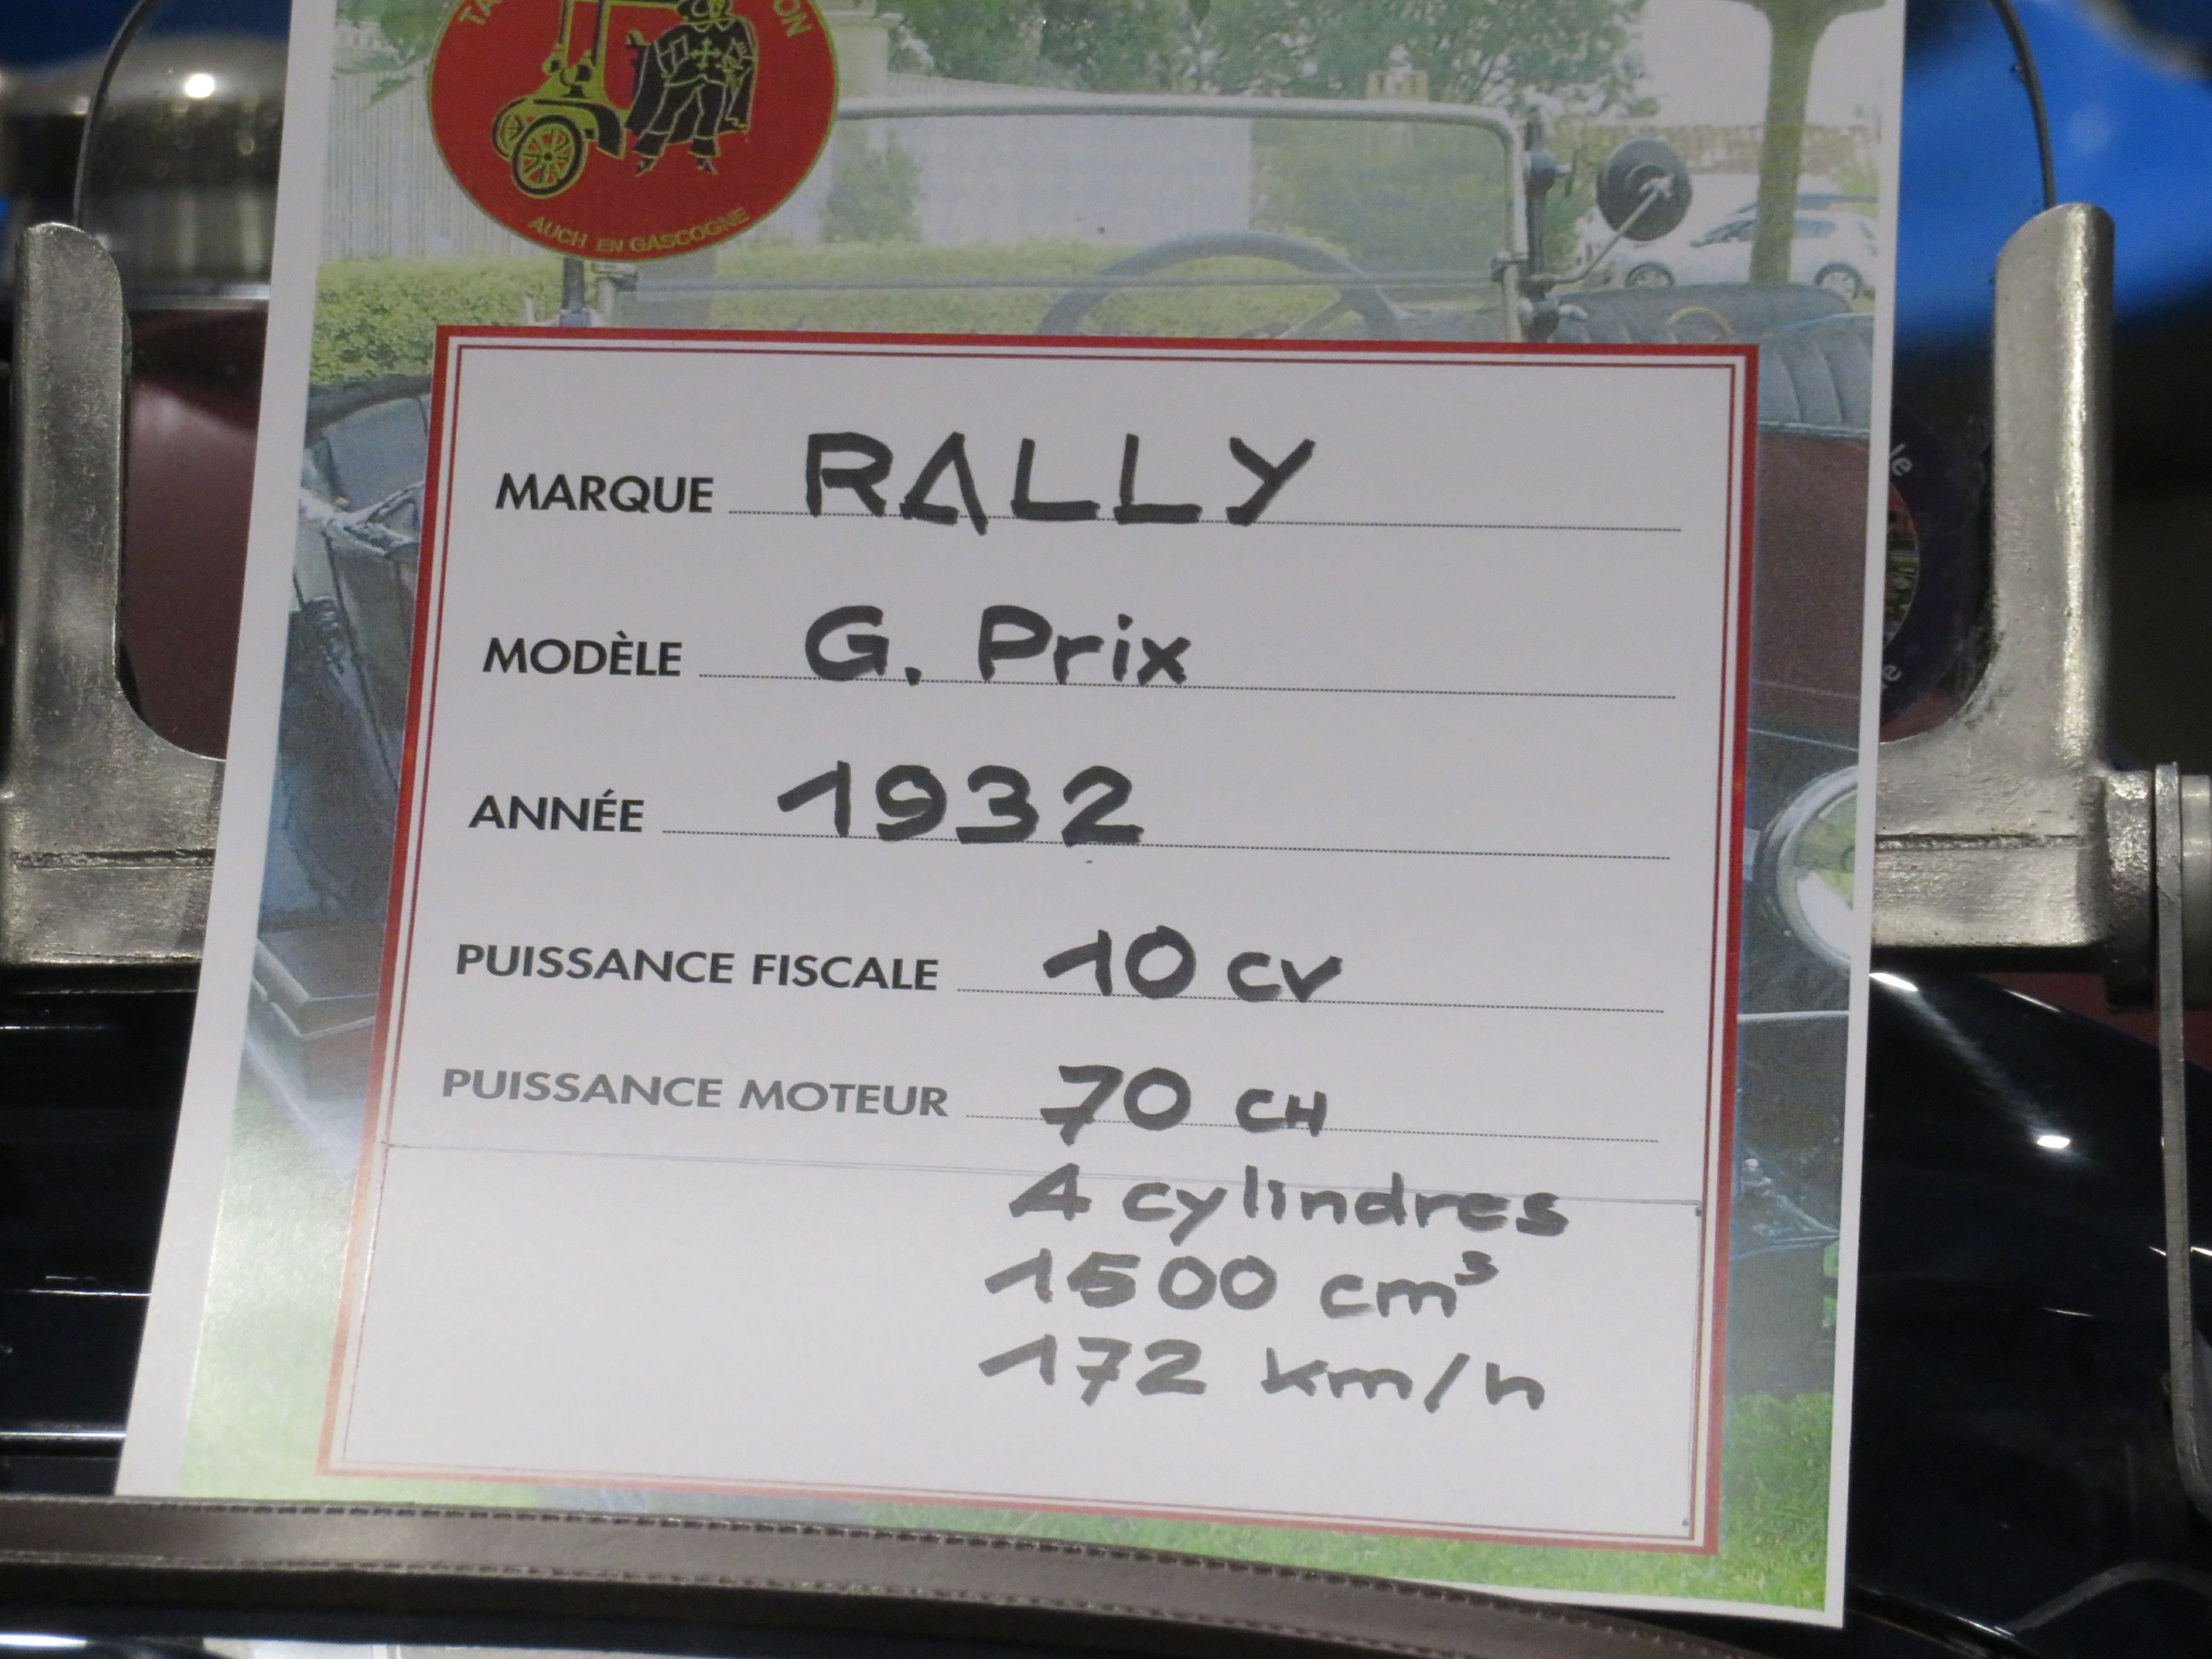 AUCH EN GASCOGNE
MARQUE RALLY
MODÈLE G. Prix
ANNÉE 1932
PUISSANCE FISCALE 10 CV
PUISSANCE MOTEUR 70 CH
4 cylindres
1500 cm³
172 km/h